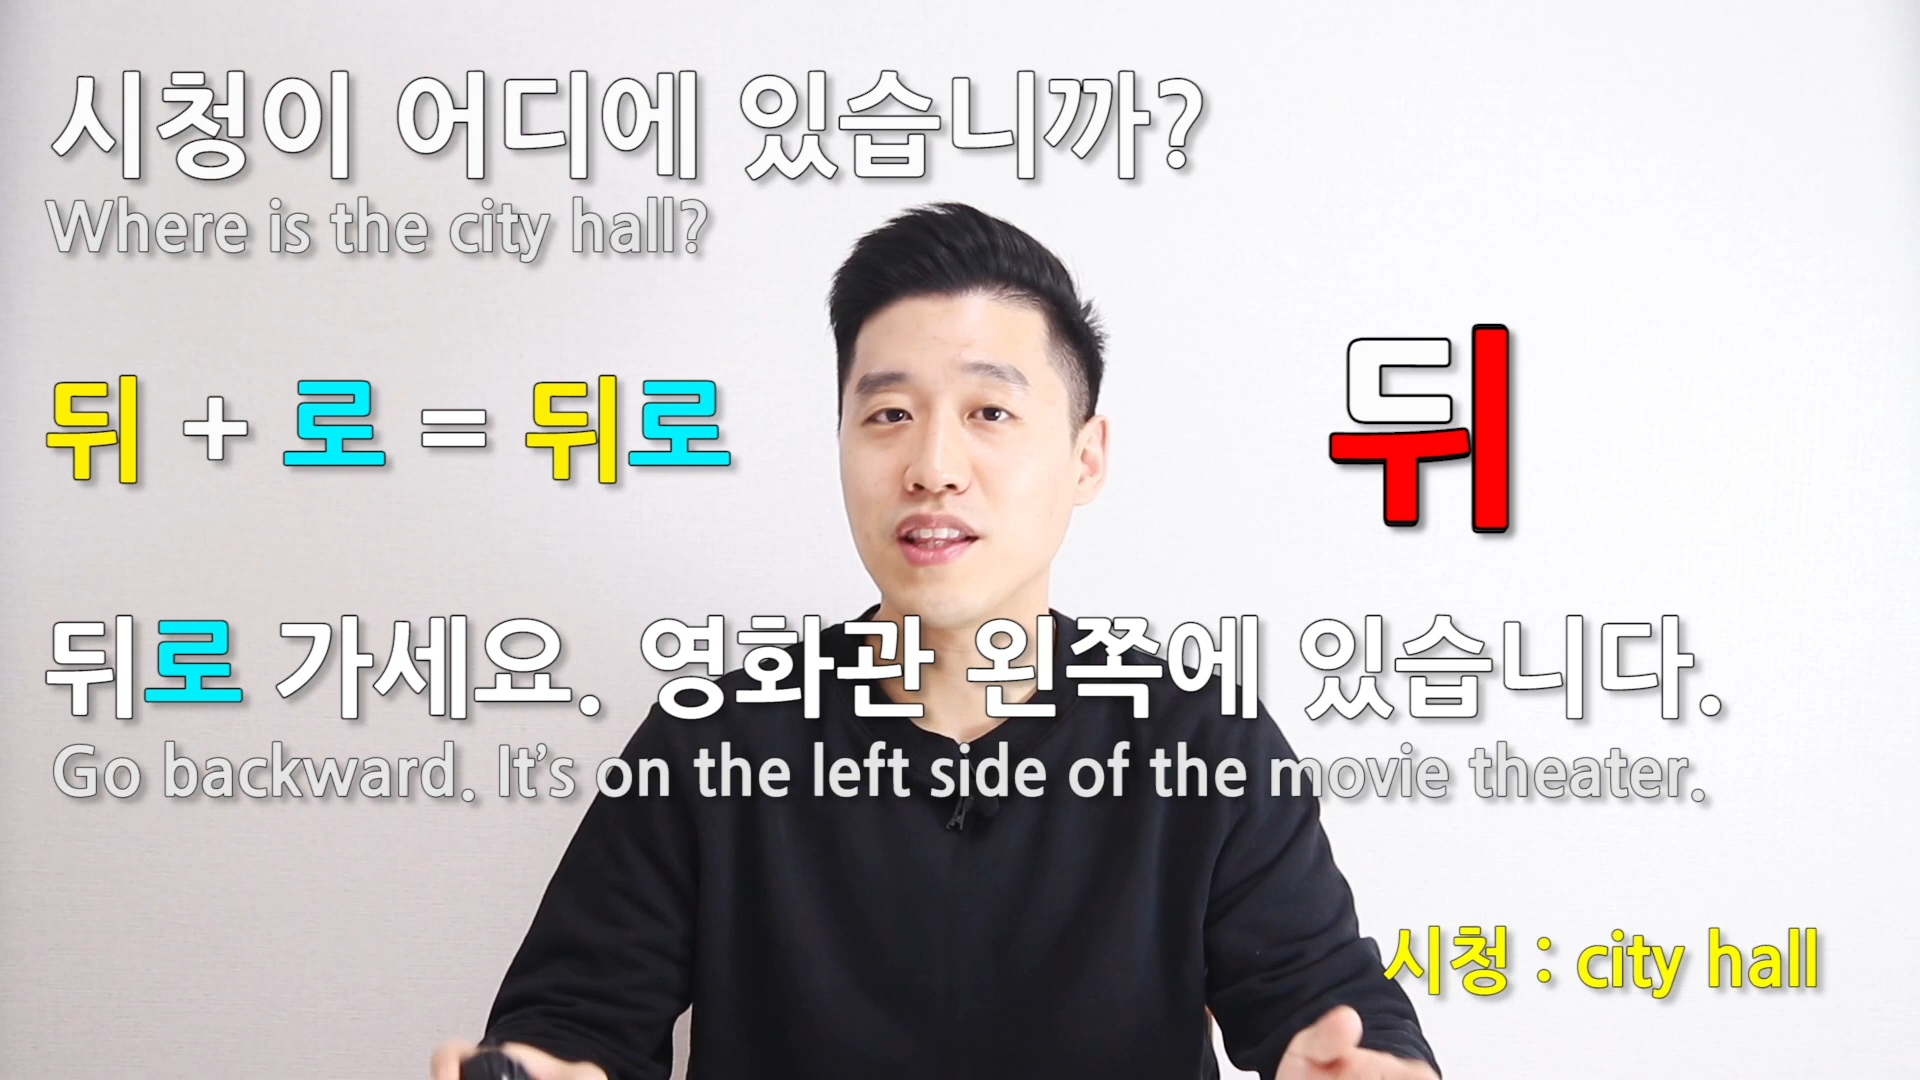 시청이 어디에 있습니까?
Where is the city hall?
뒤 + 로 = 뒤로
뒤
뒤로 가세요. 영화관 왼쪽에 있습니다.
Go backward. It’s on the left side of the movie theater.
시청 : city hall